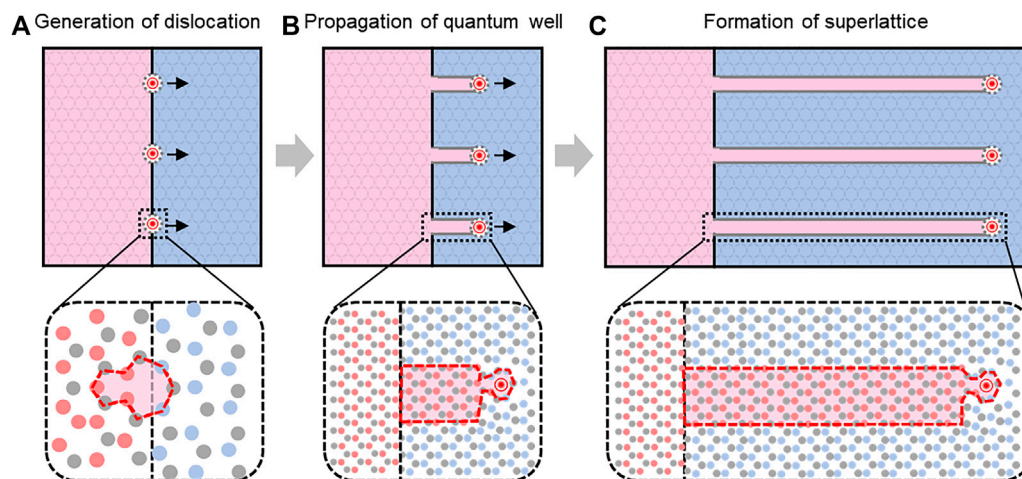 A Generation of dislocation
B Propagation of quantum well
C Formation of superlattice